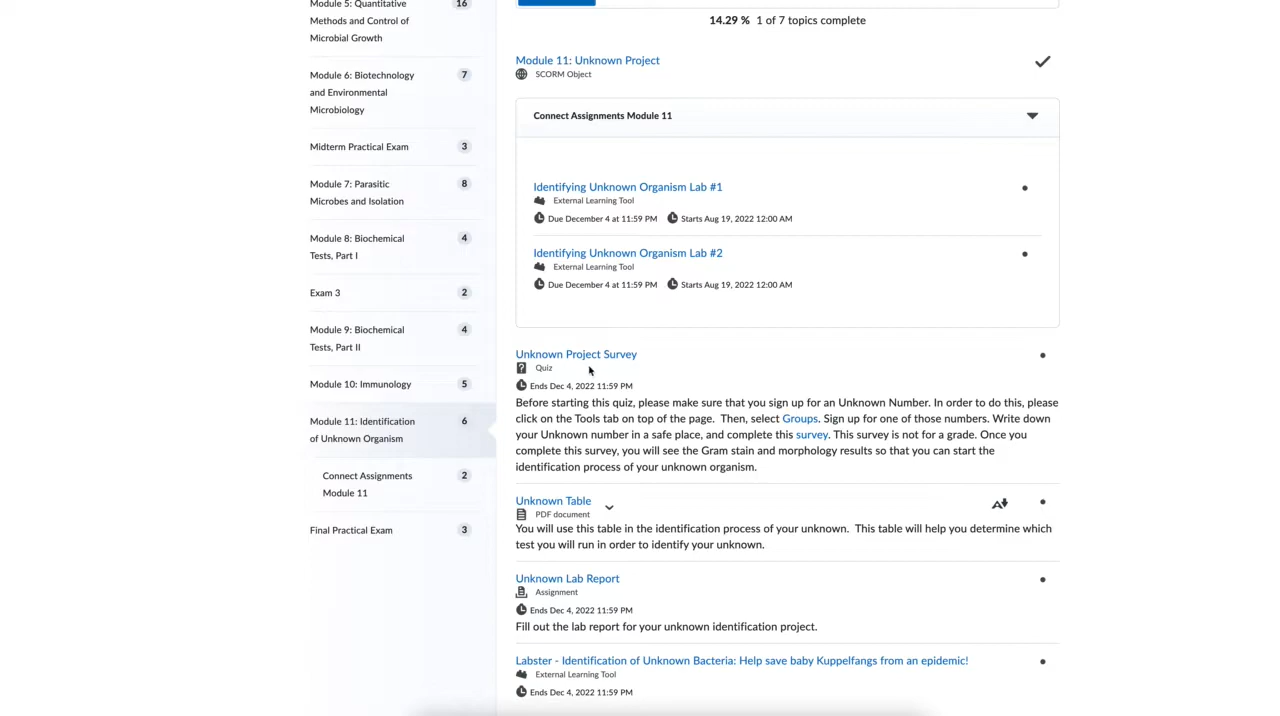 Module 5: Quantitative
Methods and Control of
Microbial Growth
16
Module 6: Biotechnology
and Environmental
Microbiology
7
Midterm Practical Exam
3
Module 7: Parasitic
Microbes and Isolation
8
Module 8: Biochemical
Tests, Part I
4
Exam 3
2
Module 9: Biochemical
Tests, Part II
4
Module 10: Immunology
5
Module 11: Identification
of Unknown Organism
6
Connect Assignments
Module 11
2
Final Practical Exam
3
14.29 % 1 of 7 topics complete
Module 11: Unknown Project
SCORM Object
Connect Assignments Module 11
Identifying Unknown Organism Lab #1
External Learning Tool
Due December 4 at 11:59 PM Starts Aug 19, 2022 12:00 AM
Identifying Unknown Organism Lab #2
External Learning Tool
Due December 4 at 11:59 PM Starts Aug 19, 2022 12:00 AM
Unknown Project Survey
Quiz
Ends Dec 4, 2022 11:59 PM
Before starting this quiz, please make sure that you sign up for an Unknown Number. In order to do this, please
click on the Tools tab on top of the page. Then, select Groups. Sign up for one of those numbers. Write down
your Unknown number in a safe place, and complete this survey. This survey is not for a grade. Once you
complete this survey, you will see the Gram stain and morphology results so that you can start the
identification process of your unknown organism.
Unknown Table
PDF document
You will use this table in the identification process of your unknown. This table will help you determine which
test you will run in order to identify your unknown.
Unknown Lab Report
Assignment
Ends Dec 4, 2022 11:59 PM
Fill out the lab report for your unknown identification project.
Labster - Identification of Unknown Bacteria: Help save baby Kuppelfangs from an epidemic!
External Learning Tool
Ends Dec 4, 2022 11:59 PM